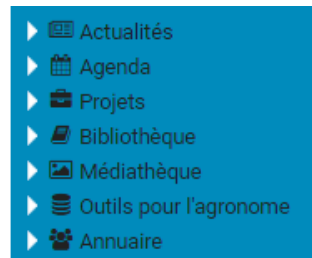 Actualités
Agenda
Projets
Bibliothèque
Médiathèque
Outils pour l'agronome
Annuaire